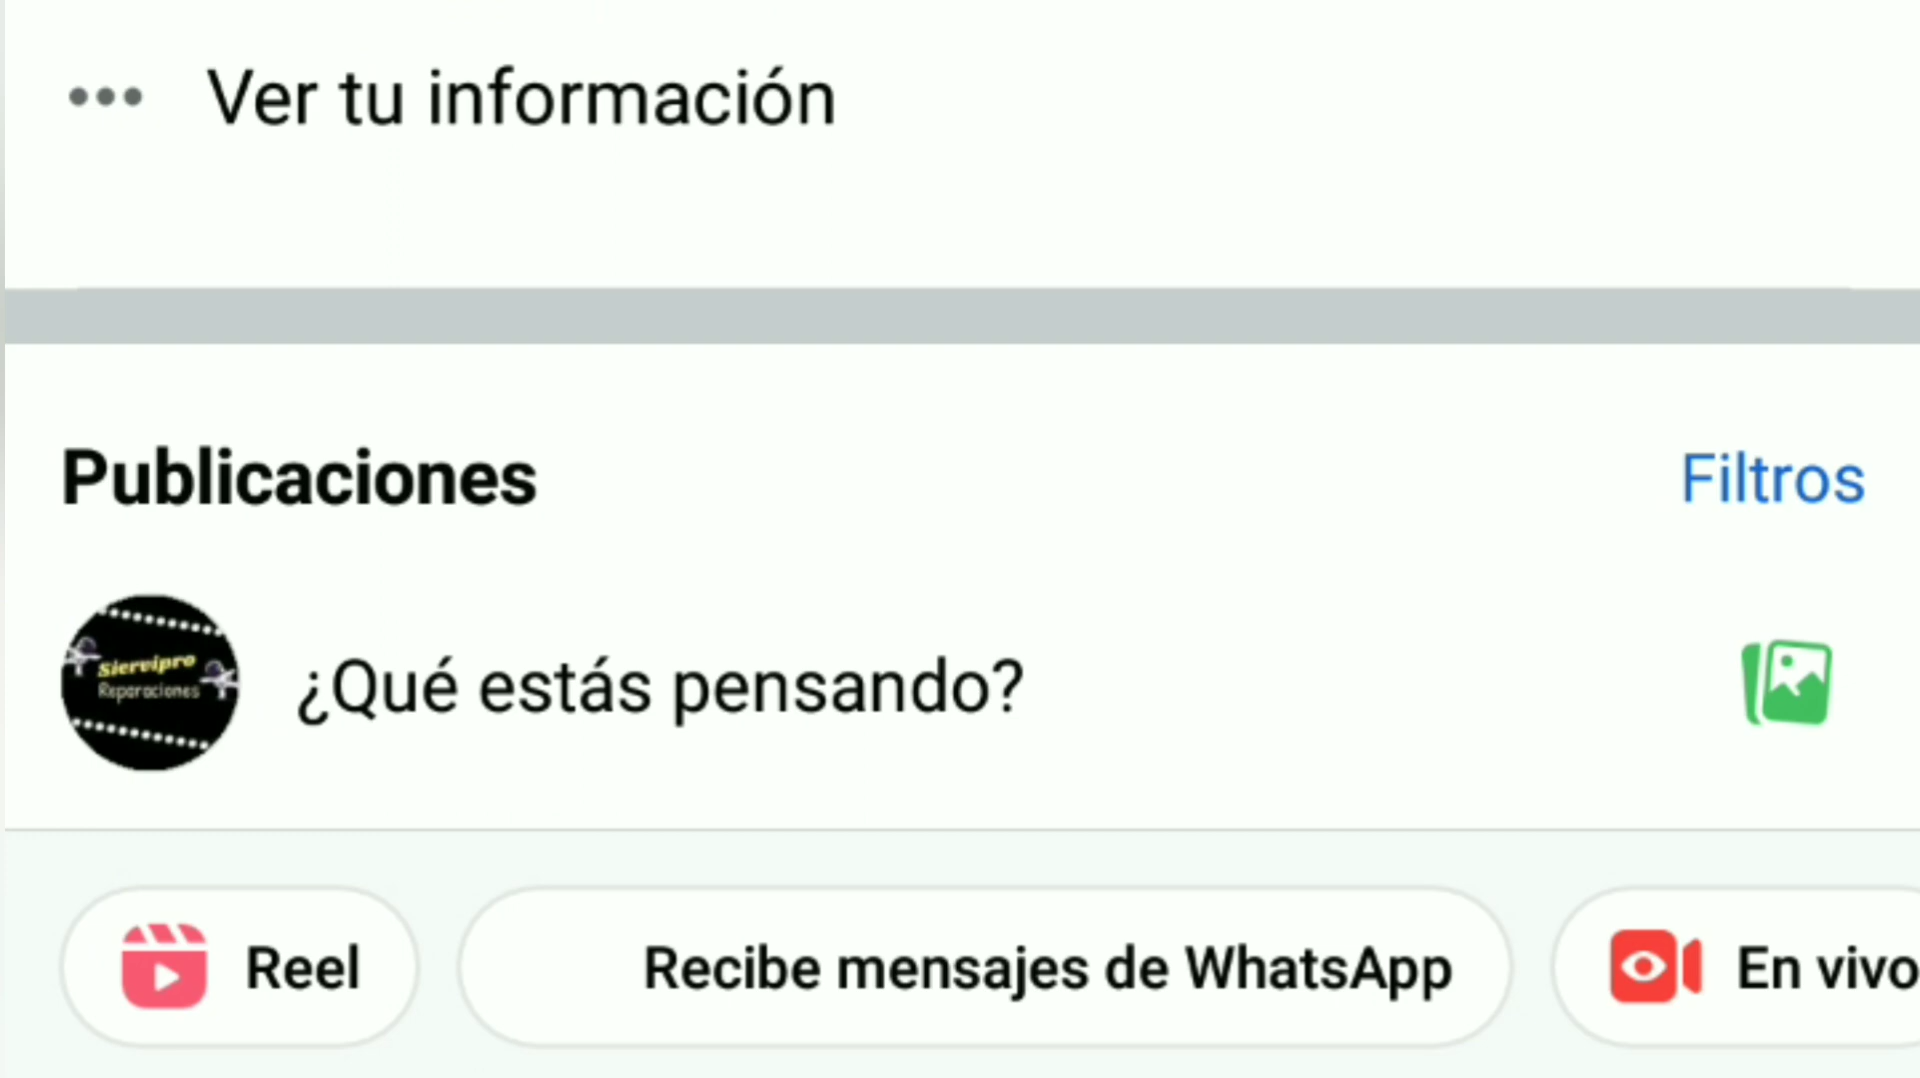 Ver tu información
Publicaciones
Filtros
Siervipro
Reparaciones
¿Qué estás pensando?
Reel
Recibe mensajes de WhatsApp
En vivo